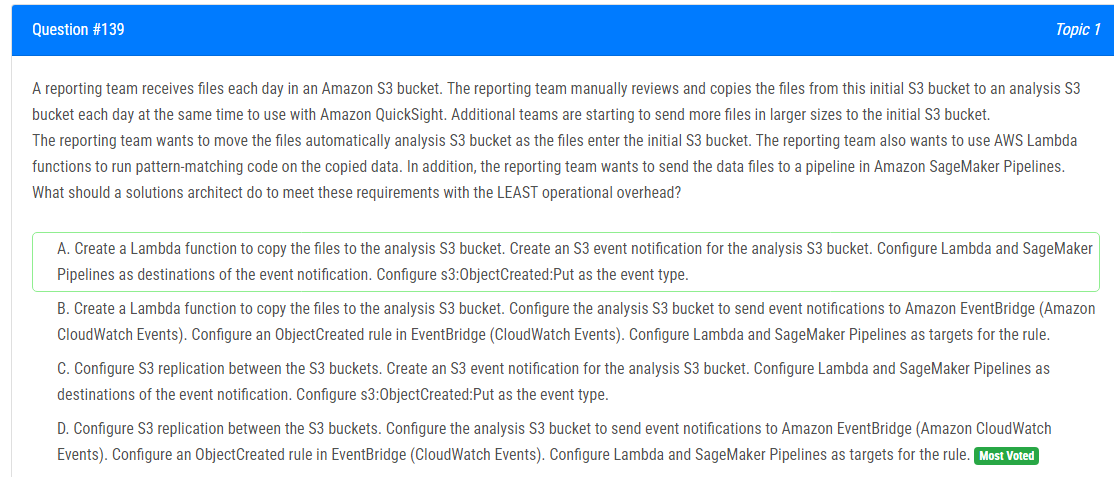 Question #139
Topic 1
A reporting team receives files each day in an Amazon S3 bucket. The reporting team manually reviews and copies the files from this initial S3 bucket to an analysis S3
bucket each day at the same time to use with Amazon QuickSight. Additional teams are starting to send more files in larger sizes to the initial S3 bucket.
The reporting team wants to move the files automatically analysis S3 bucket as the files enter the initial S3 bucket. The reporting team also wants to use AWS Lambda
functions to run pattern-matching code on the copied data. In addition, the reporting team wants to send the data files to a pipeline in Amazon SageMaker Pipelines.
What should a solutions architect do to meet these requirements with the LEAST operational overhead?
A. Create a Lambda function to copy the files to the analysis S3 bucket. Create an S3 event notification for the analysis S3 bucket. Configure Lambda and SageMaker
Pipelines as destinations of the event notification. Configure s3:ObjectCreated:Put as the event type.
B. Create a Lambda function to copy the files to the analysis S3 bucket. Configure the analysis S3 bucket to send event notifications to Amazon EventBridge (Amazon
CloudWatch Events). Configure an ObjectCreated rule in EventBridge (CloudWatch Events). Configure Lambda and SageMaker Pipelines as targets for the rule.
C. Configure S3 replication between the S3 buckets. Create an S3 event notification for the analysis S3 bucket. Configure Lambda and SageMaker Pipelines as
destinations of the event notification. Configure s3:ObjectCreated:Put as the event type.
D. Configure S3 replication between the S3 buckets. Configure the analysis S3 bucket to send event notifications to Amazon EventBridge (Amazon CloudWatch
Events). Configure an ObjectCreated rule in EventBridge (CloudWatch Events). Configure Lambda and SageMaker Pipelines as targets for the rule. Most Voted